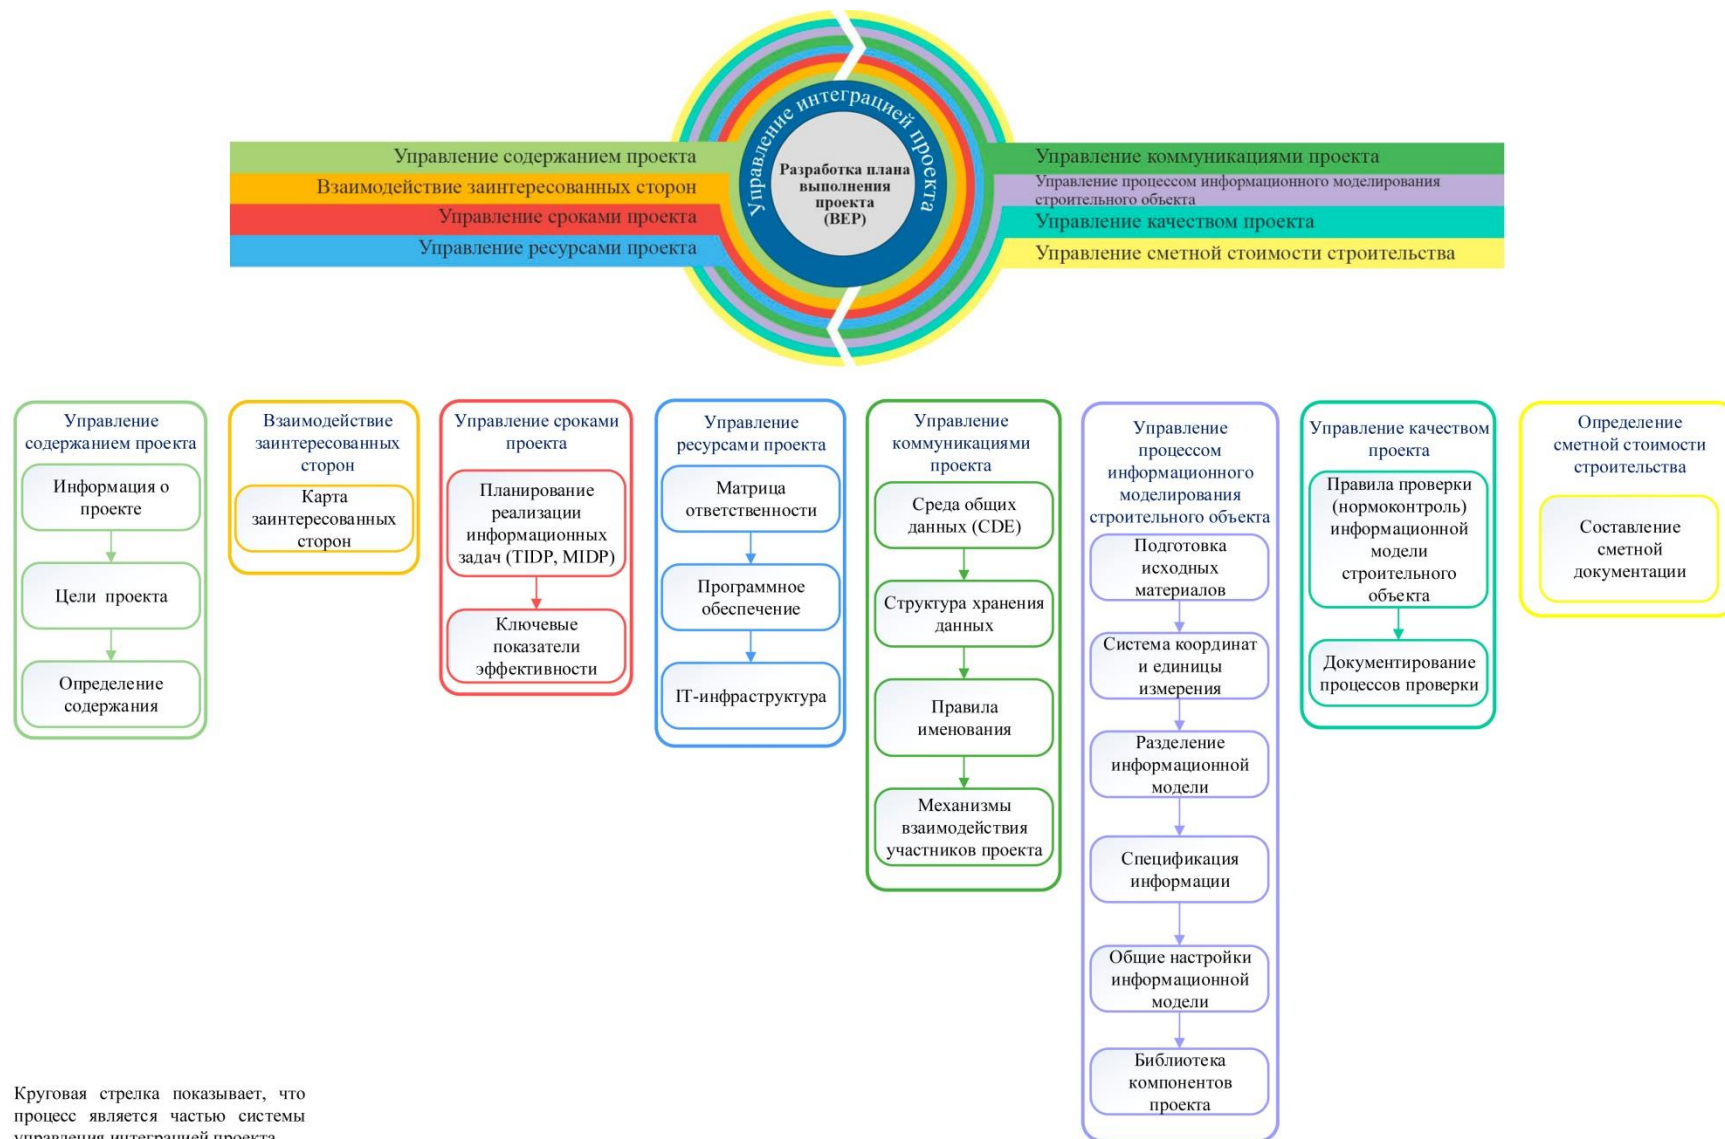 Управление интеграцией проекта
Разработка плана
выполнения
проекта
(BEP)
Управление содержанием проекта
Взаимодействие заинтересованных сторон
Управление сроками проекта
Управление ресурсами проекта
Управление коммуникациями проекта
Управление процессом информационного моделирования
строительного объекта
Управление качеством проекта
Управление сметной стоимости строительства
Управление
содержанием проекта
Информация о
проекте
Цели проекта
Определение
содержания
Взаимодействие
заинтересованных
сторон
Карта
заинтересованных
сторон
Управление сроками
проекта
Планирование
реализации
информационных
задач (TIDP, MIDP)
Ключевые
показатели
эффективности
Управление
ресурсами проекта
Матрица
ответственности
Программное
обеспечение
IT-инфраструктура
Управление
коммуникациями
проекта
Среда общих
данных (CDE)
Структура хранения
данных
Правила
именования
Механизмы
взаимодействия
участников проекта
Управление
процессом
информационного
моделирования
строительного объекта
Подготовка
исходных
материалов
Система координат
и единицы
измерения
Разделение
информационной
модели
Спецификация
информации
Общие настройки
информационной
модели
Библиотека
компонентов
проекта
Управление качеством
проекта
Правила проверки
(нормоконтроль)
информационной
модели
строительного
объекта
Документирование
процессов проверки
Определение
сметной стоимости
строительства
Составление
сметной
документации
Круговая стрелка показывает, что
процесс является частью системы
управления интеграцией проекта